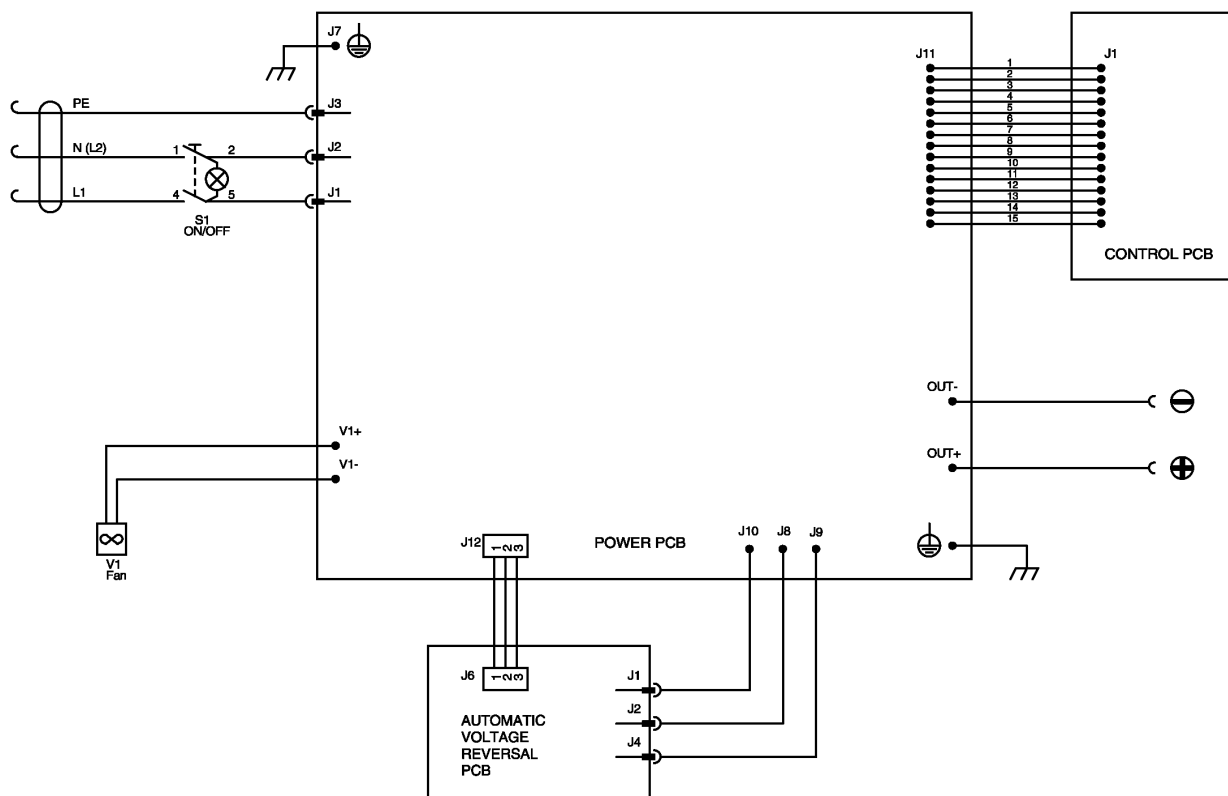 J7
J11
J1
1
2
3
4
5
6
7
8
9
10
11
12
13
14
15
PE
J3
N (L2)
1
2
J2
L1
4
5
J1
S1
ON/OFF
CONTROL PCB
OUT-
V1+
OUT+
V1-
V1
Fan
J12
1 2 3
POWER PCB
J10
J8
J9
J6
1 2 3
J1
J2
J4
AUTOMATIC
VOLTAGE
REVERSAL
PCB